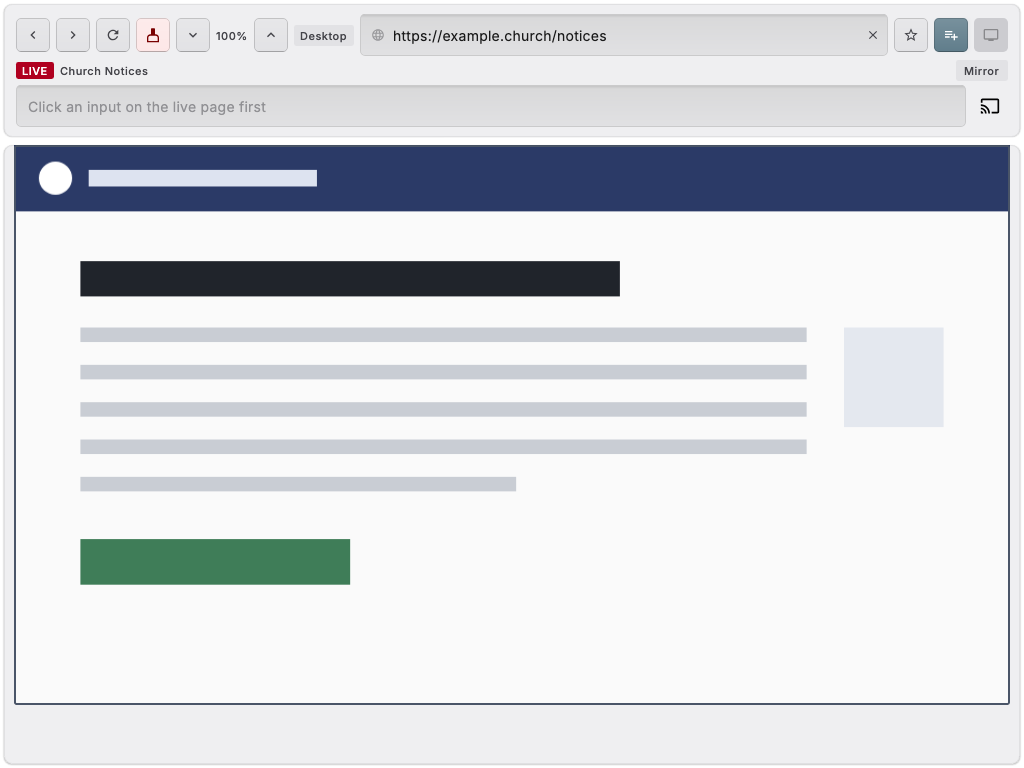 100%
Desktop
https://example.church/notices
LIVE Church Notices
Mirror
Click an input on the live page first